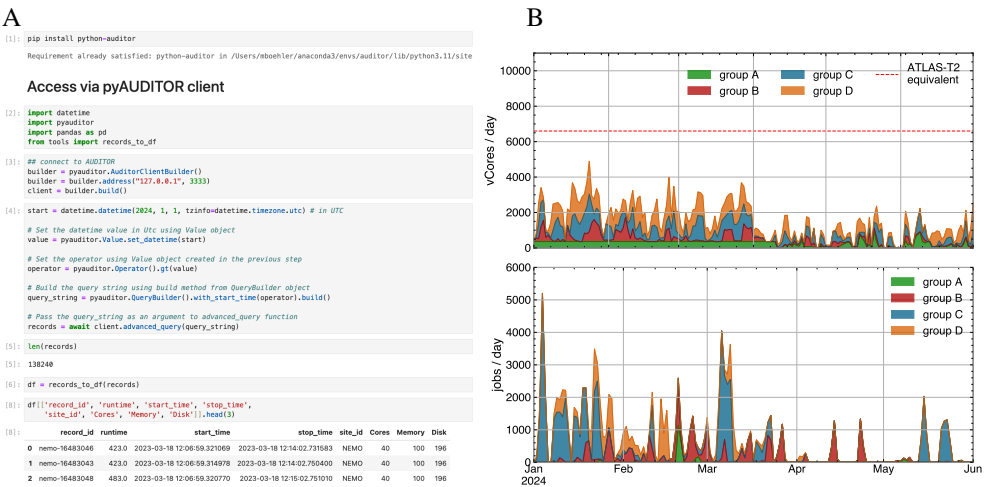 A
[1]: pip install python-auditor
Requirement already satisfied: python-auditor in /Users/mboehler/anaconda3/envs/auditor/lib/python3.11/site
Access via pyAUDITOR client
[2]: import datetime
import pyauditor
import pandas as pd
from tools import records_to_df
[3]: ## connect to AUDITOR
builder = pyauditor.AuditorClientBuilder()
builder = builder.address("127.0.0.1", 3333)
client = builder.build()
[4]: start = datetime.datetime(2024, 1, 1, tzinfo=datetime.timezone.utc) # in UTC
# Set the datetime value in Utc using Value object
value = pyauditor.Value.set_datetime(start)
# Set the operator using Value object created in the previous step
operator = pyauditor.Operator().gt(value)
# Build the query string using build method from QueryBuilder object
query_string = pyauditor.QueryBuilder().with_start_time(operator).build()
# Pass the query_string as an argument to advanced_query function
records = await client.advanced_query(query_string)
[5]: len(records)
[5]: 138240
[6]: df = records_to_df(records)
[8]: df[['record_id', 'runtime', 'start_time', 'stop_time',
'site_id', 'Cores', 'Memory', 'Disk']].head(3)
[8]: record_id runtime start_time stop_time site_id Cores Memory Disk
0 nemo-16483046 423.0 2023-03-18 12:06:59.321069 2023-03-18 12:14:02.731583 NEMO 40 100 196
1 nemo-16483043 423.0 2023-03-18 12:06:59.314978 2023-03-18 12:14:02.750400 NEMO 40 100 196
2 nemo-16483048 483.0 2023-03-18 12:06:59.320770 2023-03-18 12:15:02.751010 NEMO 40 100 196
B
vCores / day
10000
8000
6000
4000
2000
0
group A
group B
group C
group D
ATLAS-T2
equivalent
jobs / day
6000
5000
4000
3000
2000
1000
0
group A
group B
group C
group D
Jan Feb Mar Apr May Jun
2024